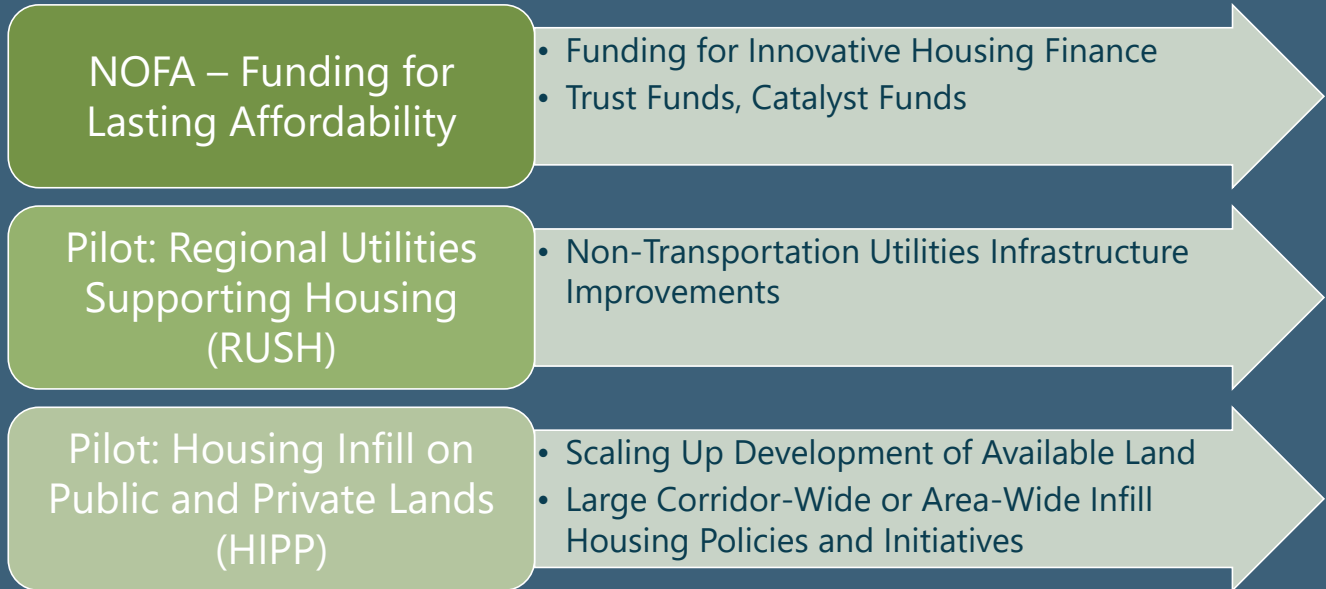 NOFA – Funding for
Lasting Affordability
• Funding for Innovative Housing Finance
• Trust Funds, Catalyst Funds
Pilot: Regional Utilities
Supporting Housing
(RUSH)
• Non-Transportation Utilities Infrastructure
Improvements
Pilot: Housing Infill on
Public and Private Lands
(HIPP)
• Scaling Up Development of Available Land
• Large Corridor-Wide or Area-Wide Infill
Housing Policies and Initiatives